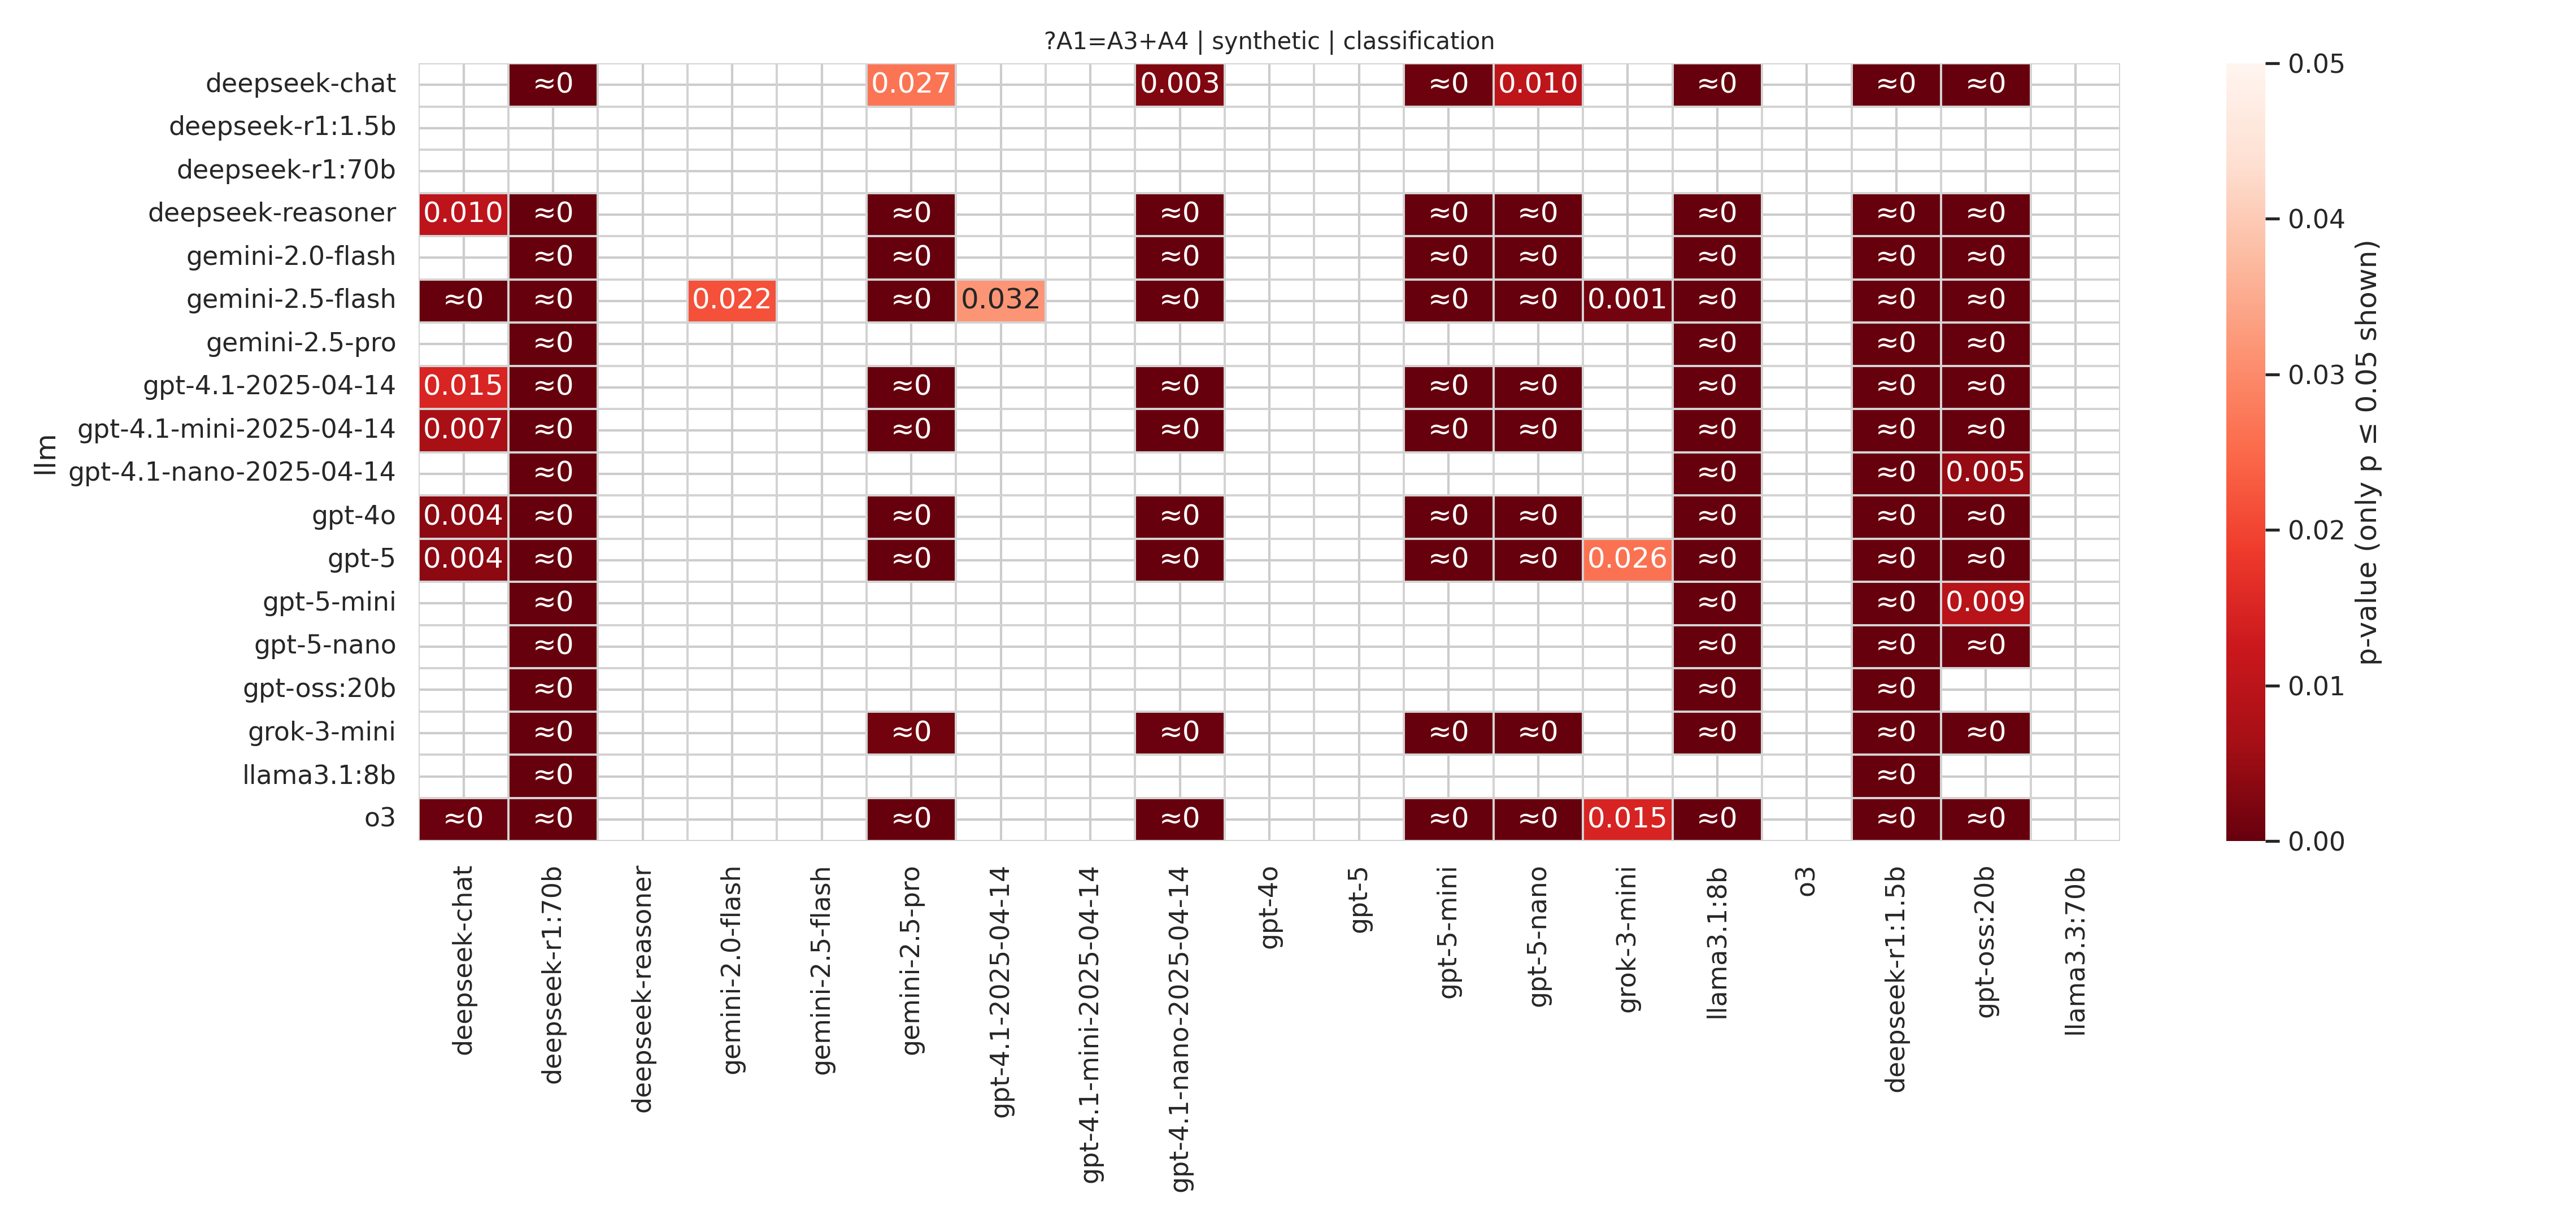 ?A1=A3+A4 | synthetic | classification
deepseek-chat ≈0 0.027 0.003 ≈0 0.010 ≈0 ≈0 ≈0
deepseek-r1:1.5b
deepseek-r1:70b
deepseek-reasoner 0.010 ≈0 ≈0 ≈0 ≈0 ≈0 ≈0 ≈0 ≈0
gemini-2.0-flash ≈0 ≈0 ≈0 ≈0 ≈0 ≈0 ≈0 ≈0
gemini-2.5-flash ≈0 ≈0 0.022 ≈0 0.032 ≈0 ≈0 ≈0 0.001 ≈0 ≈0 ≈0
gemini-2.5-pro ≈0 ≈0 ≈0 ≈0
gpt-4.1-2025-04-14 0.015 ≈0 ≈0 ≈0 ≈0 ≈0 ≈0 ≈0 ≈0
gpt-4.1-mini-2025-04-14 0.007 ≈0 ≈0 ≈0 ≈0 ≈0 ≈0 ≈0 ≈0
gpt-4.1-nano-2025-04-14 ≈0 ≈0 ≈0 0.005
gpt-4o 0.004 ≈0 ≈0 ≈0 ≈0 ≈0 ≈0 ≈0 ≈0
gpt-5 0.004 ≈0 ≈0 ≈0 ≈0 ≈0 0.026 ≈0 ≈0 ≈0
gpt-5-mini ≈0 ≈0 ≈0 0.009
gpt-5-nano ≈0 ≈0 ≈0 ≈0
gpt-oss:20b ≈0 ≈0 ≈0
grok-3-mini ≈0 ≈0 ≈0 ≈0 ≈0 ≈0 ≈0 ≈0
llama3.1:8b ≈0 ≈0
o3 ≈0 ≈0 ≈0 ≈0 ≈0 ≈0 0.015 ≈0 ≈0 ≈0
llm
deepseek-chat
deepseek-r1:70b
deepseek-reasoner
gemini-2.0-flash
gemini-2.5-flash
gemini-2.5-pro
gpt-4.1-2025-04-14
gpt-4.1-mini-2025-04-14
gpt-4.1-nano-2025-04-14
gpt-4o
gpt-5
gpt-5-mini
gpt-5-nano
grok-3-mini
llama3.1:8b
o3
deepseek-r1:1.5b
gpt-oss:20b
llama3.3:70b
0.05
0.04
0.03
0.02
0.01
0.00
p-value (only p ≤ 0.05 shown)